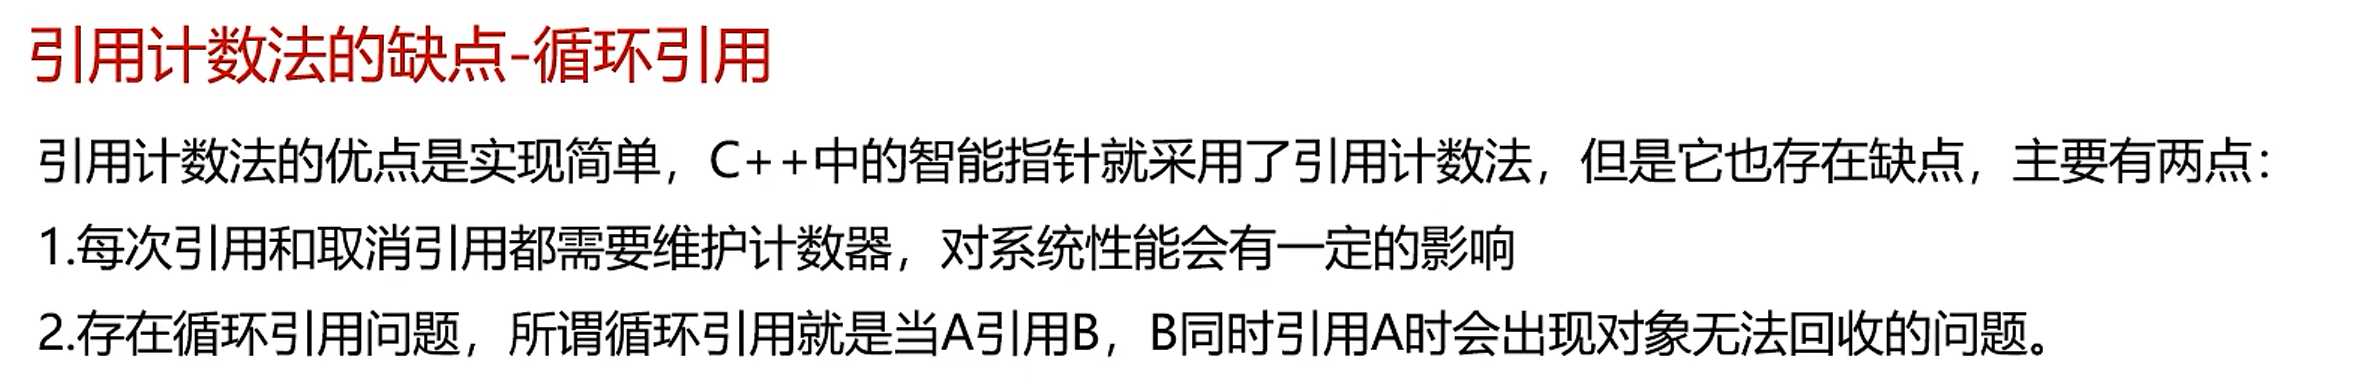 引用计数法的缺点-循环引用
引用计数法的优点是实现简单，C++中的智能指针就采用了引用计数法，但是它也存在缺点，主要有两点：
1.每次引用和取消引用都需要维护计数器，对系统性能会有一定的影响
2.存在循环引用问题，所谓循环引用就是当A引用B，B同时引用A时会出现对象无法回收的问题。